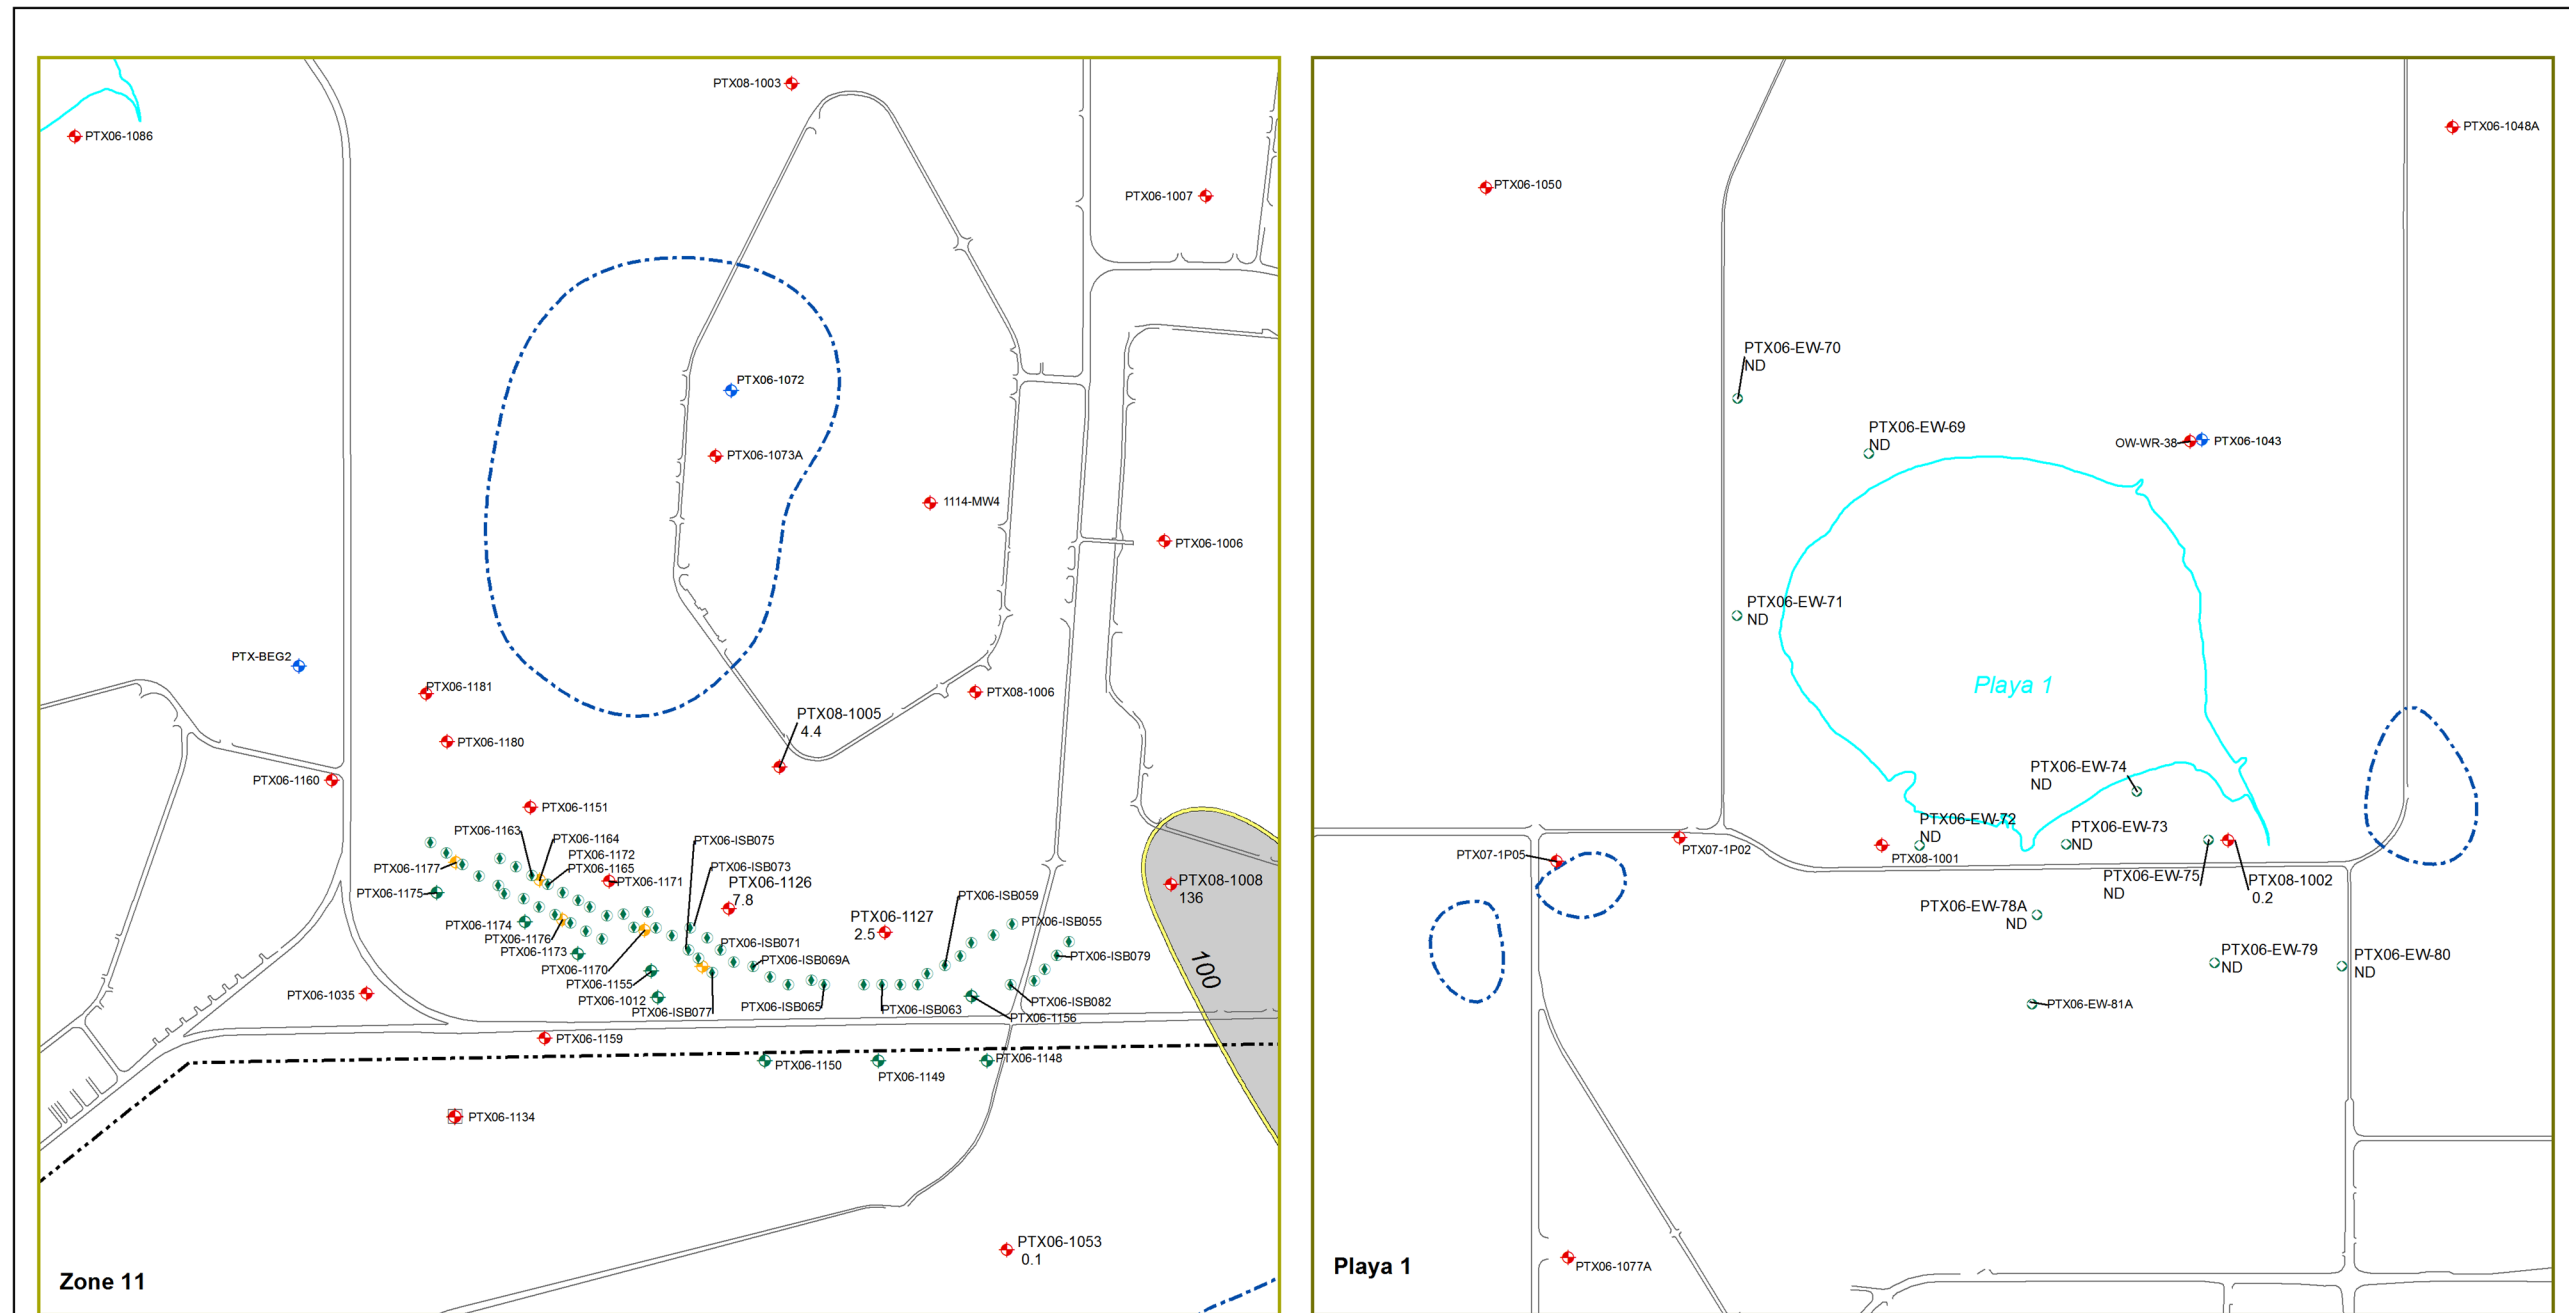 PTX08-1003
PTX06-1086
PTX06-1007
PTX06-1072
PTX06-1073A
1114-MW4
PTX06-1006
PTX-BEG2
PTX06-1181
PTX08-1006
PTX08-1005
4.4
PTX06-1180
PTX06-1160
PTX06-1151
PTX06-1163
PTX06-1164
PTX06-1172
PTX06-1165
PTX06-1177
PTX06-1171
PTX06-1175
PTX06-ISB075
PTX06-ISB073
PTX06-1126
7.8
PTX08-1008
136
PTX06-1127
2.5
PTX06-ISB059
PTX06-ISB055
PTX06-1174
PTX06-1176
PTX06-1173
PTX06-1170
PTX06-1155
PTX06-1012
PTX06-ISB077
PTX06-ISB071
PTX06-ISB069A
PTX06-ISB079
PTX06-ISB065
PTX06-ISB063
PTX06-ISB082
PTX06-1156
100
PTX06-1035
PTX06-1159
PTX06-1150
PTX06-1149
PTX06-1148
PTX06-1134
PTX06-1053
0.1
Zone 11
PTX06-1048A
PTX06-1050
PTX06-EW-70
ND
PTX06-EW-69
ND
OW-WR-38
PTX06-1043
PTX06-EW-71
ND
Playa 1
PTX06-EW-74
ND
PTX06-EW-72
ND
PTX06-EW-73
ND
PTX07-1P05
PTX07-1P02
PTX08-1001
PTX06-EW-75
ND
PTX08-1002
0.2
PTX06-EW-78A
ND
PTX06-EW-79
ND
PTX06-EW-80
ND
PTX06-EW-81A
PTX06-1077A
Playa 1